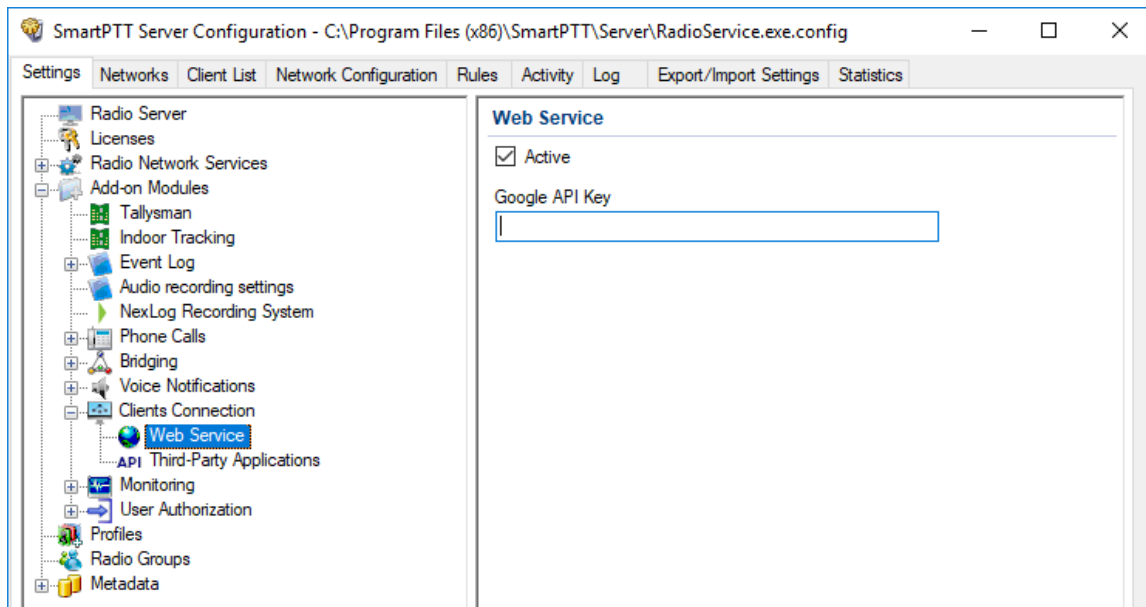 SmartPTT Server Configuration - C:\Program Files (x86)\SmartPTT\Server\RadioService.exe.config
Settings Networks Client List Network Configuration Rules Activity Log Export/Import Settings Statistics
Radio Server
Licenses
Radio Network Services
Add-on Modules
Tallysman
Indoor Tracking
Event Log
Audio recording settings
NexLog Recording System
Phone Calls
Bridging
Voice Notifications
Clients Connection
Web Service
API Third-Party Applications
Monitoring
User Authorization
Profiles
Radio Groups
Metadata
Web Service
Active
Google API Key